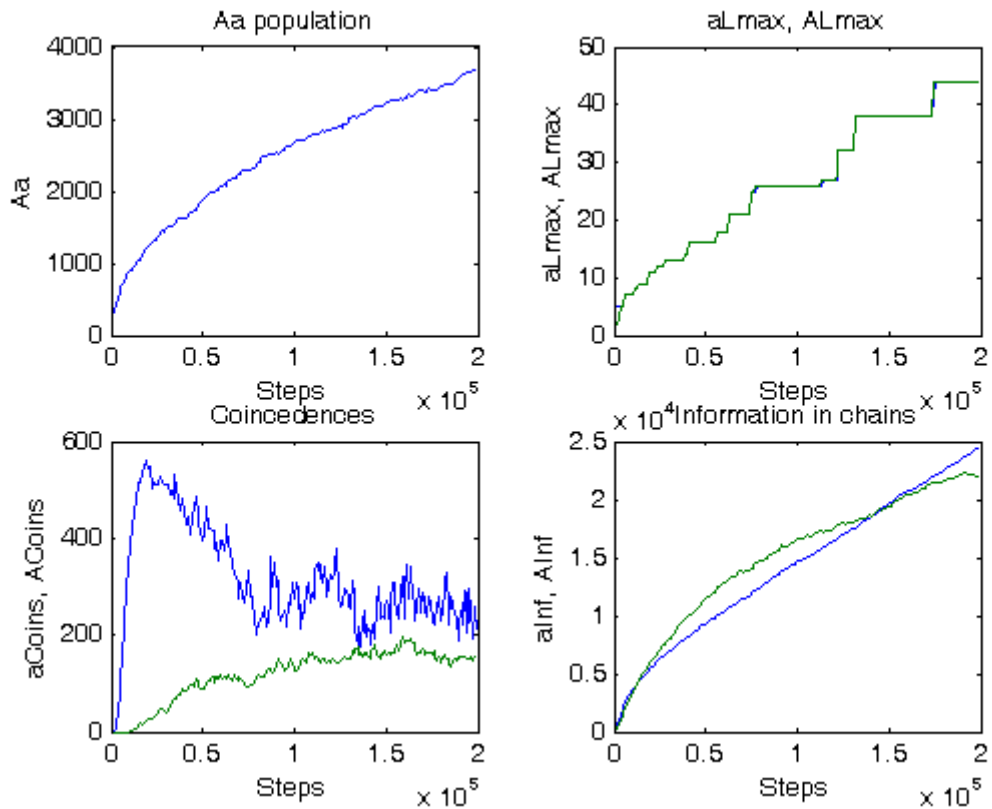 Aa population
4000
3000
2000
1000
0
Aa
0 0.5 1 1.5 2
Steps
× 10^5
aLmax, ALmax
50
40
30
20
10
0
aLmax, ALmax
0 0.5 1 1.5 2
Steps
× 10^5
Coincedences
600
400
200
0
aCoins, ACoins
0 0.5 1 1.5 2
Steps
× 10^5
× 10^4 Information in chains
2.5
2
1.5
1
0.5
0
aInf, AInf
0 0.5 1 1.5 2
Steps
× 10^5